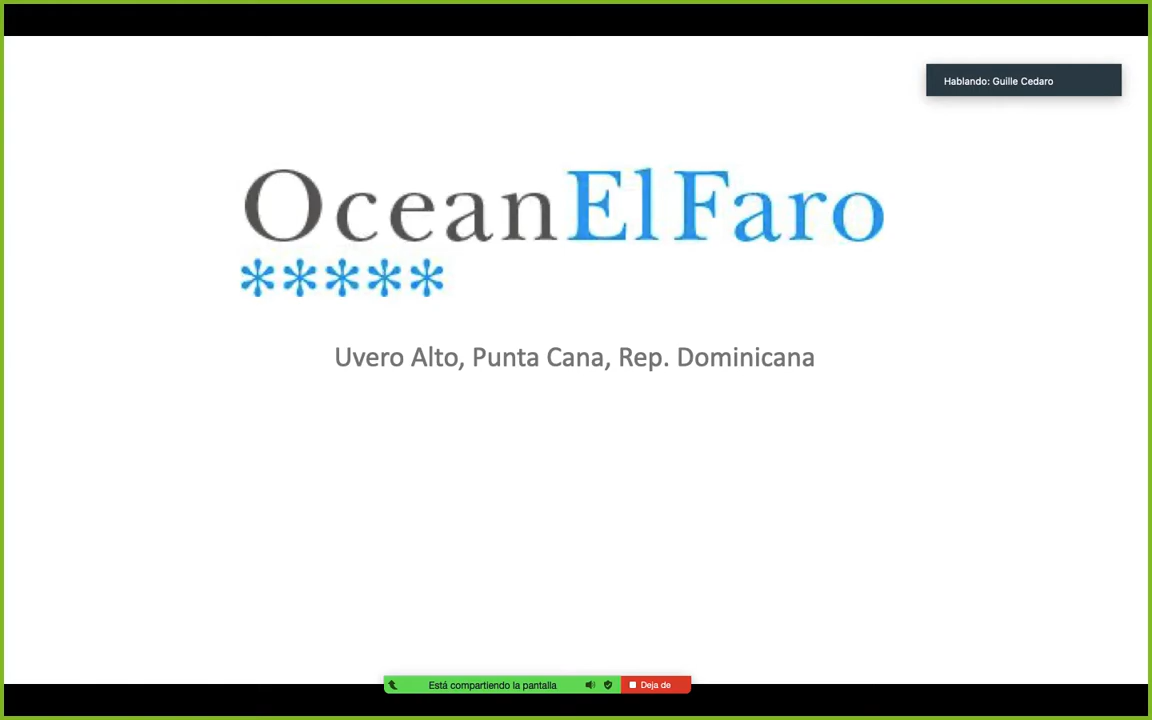 Hablando: Guille Cedaro
OceanElFaro
*****
Uvero Alto, Punta Cana, Rep. Dominicana
Está compartiendo la pantalla
Deja de